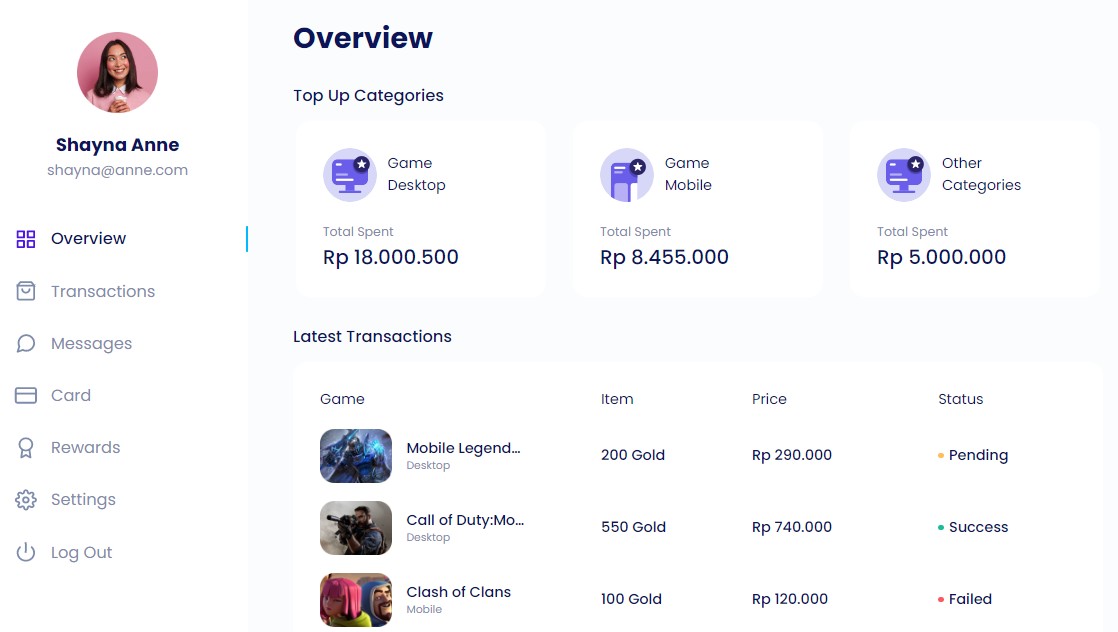 Shayna Anne
shayna@anne.com
Overview
Transactions
Messages
Card
Rewards
Settings
Log Out
Overview
Top Up Categories
Game
Desktop
Total Spent
Rp 18.000.500
Game
Mobile
Total Spent
Rp 8.455.000
Other
Categories
Total Spent
Rp 5.000.000
Latest Transactions
Game Item Price Status
Mobile Legend...
Desktop
200 Gold Rp 290.000 Pending
Call of Duty:Mo...
Desktop
550 Gold Rp 740.000 Success
Clash of Clans
Mobile
100 Gold Rp 120.000 Failed